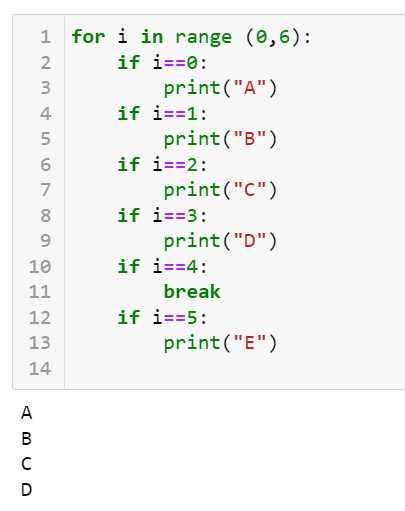 1 for i in range (0,6):
2     if i==0:
3         print("A")
4     if i==1:
5         print("B")
6     if i==2:
7         print("C")
8     if i==3:
9         print("D")
10     if i==4:
11         break
12     if i==5:
13         print("E")
14
A
B
C
D